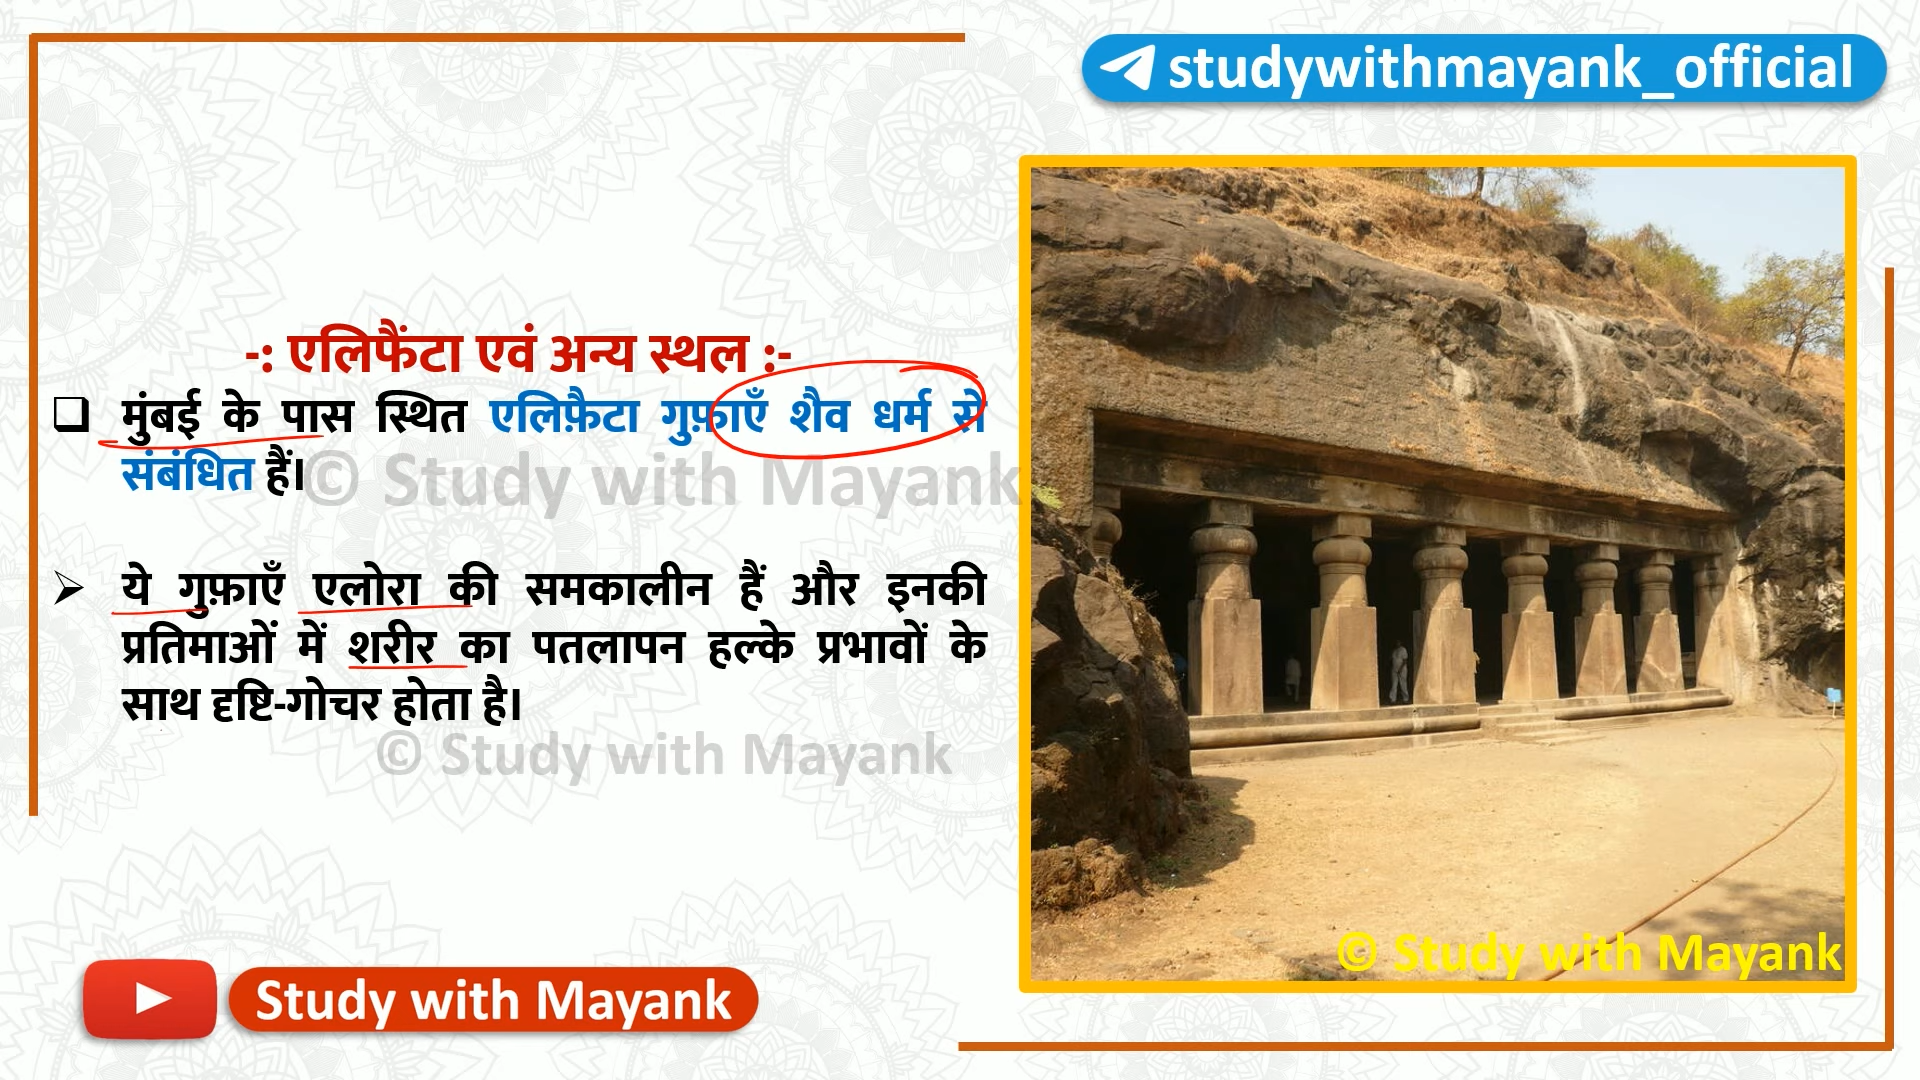 studywithmayank_official
-: एलिफैंटा एवं अन्य स्थल :-
❑ मुंबई के पास स्थित एलिफ़ैटा गुफ़ाएँ शैव धर्म से
संबंधित हैं।
© Study with Mayank
➢ ये गुफ़ाएँ एलोरा की समकालीन हैं और इनकी
प्रतिमाओं में शरीर का पतलापन हल्के प्रभावों के
साथ दृष्टि-गोचर होता है।
© Study with Mayank
© Study with Mayank
Study with Mayank